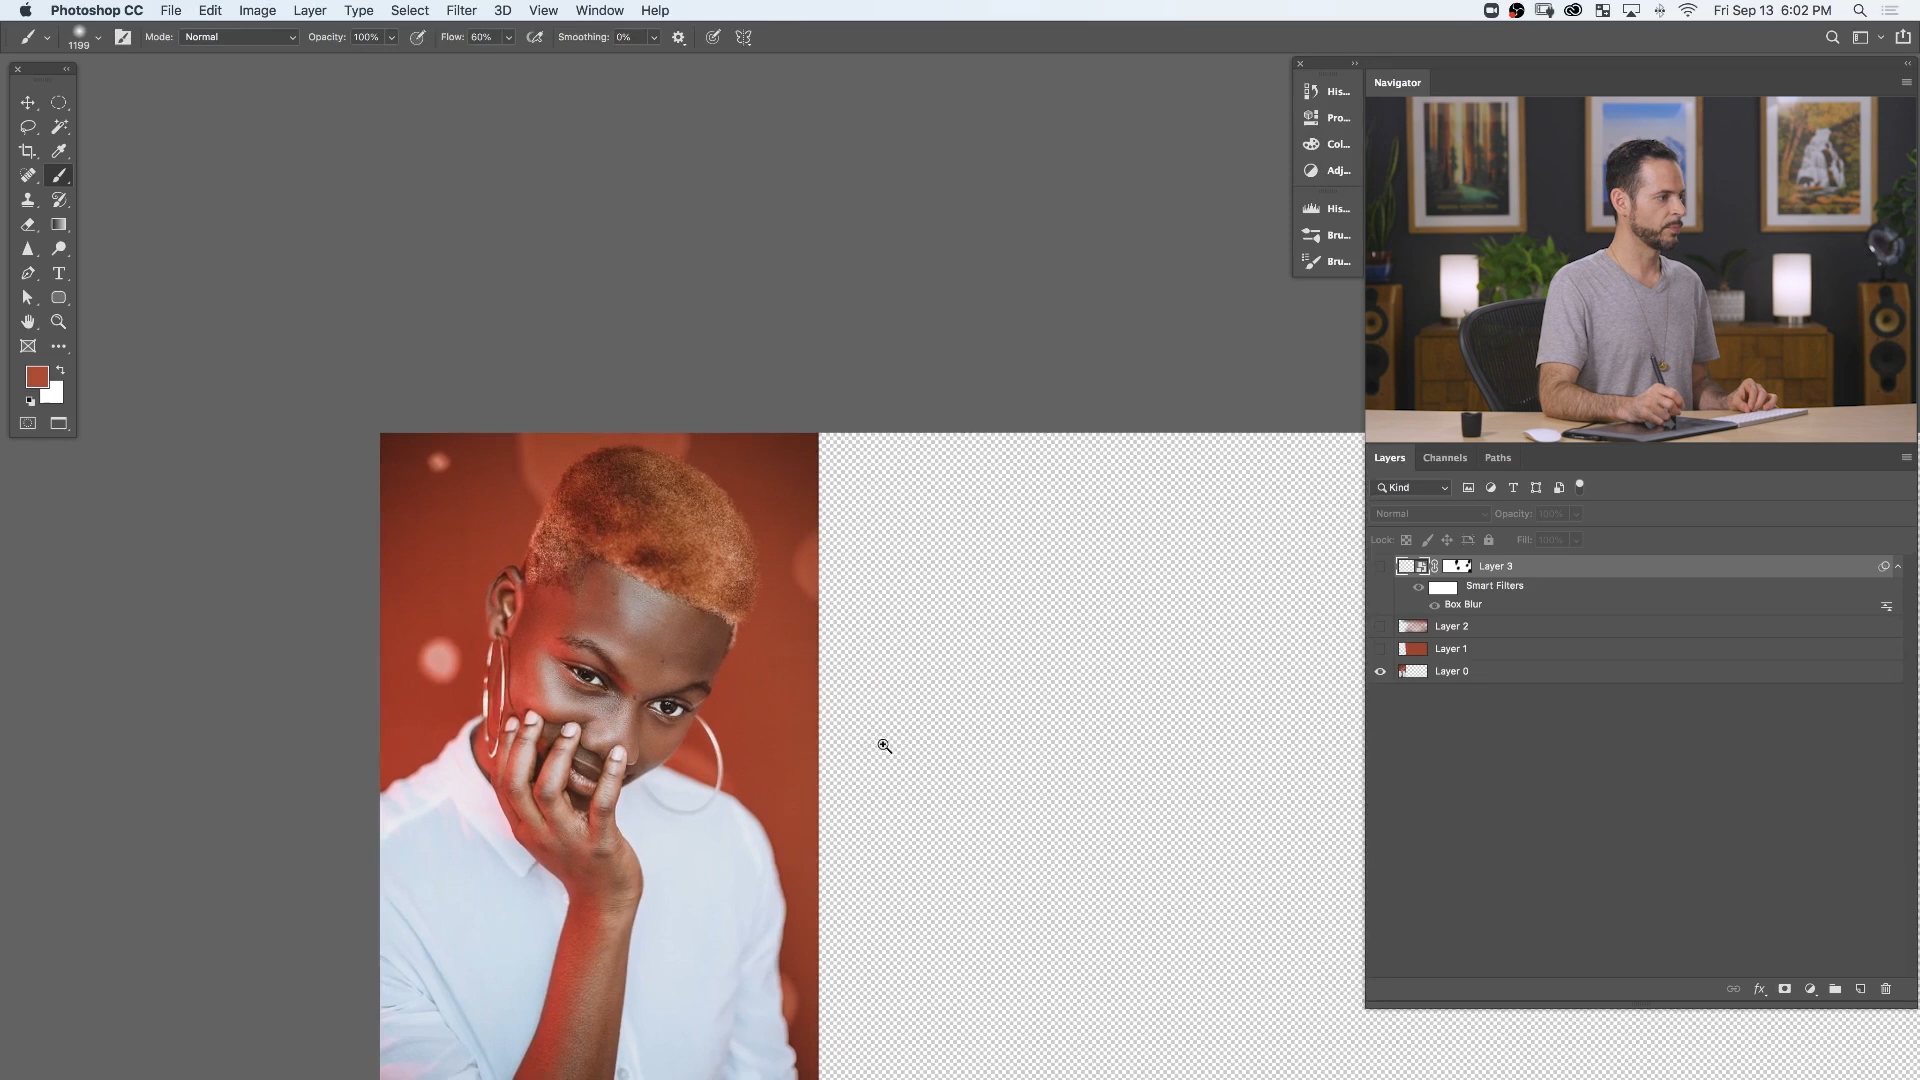 Photoshop CC File Edit Image Layer Type Select Filter 3D View Window Help Fri Sep 13 6:02 PM
1199 Mode: Normal Opacity: 100% Flow: 60% Smoothing: 0%
Navigator
His...
Pro...
Col...
Adj...
His...
Bru...
Bru...
Layers Channels Paths
Kind
Normal Opacity: 100%
Lock: Fill: 100%
Layer 3
Smart Filters
Box Blur
Layer 2
Layer 1
Layer 0